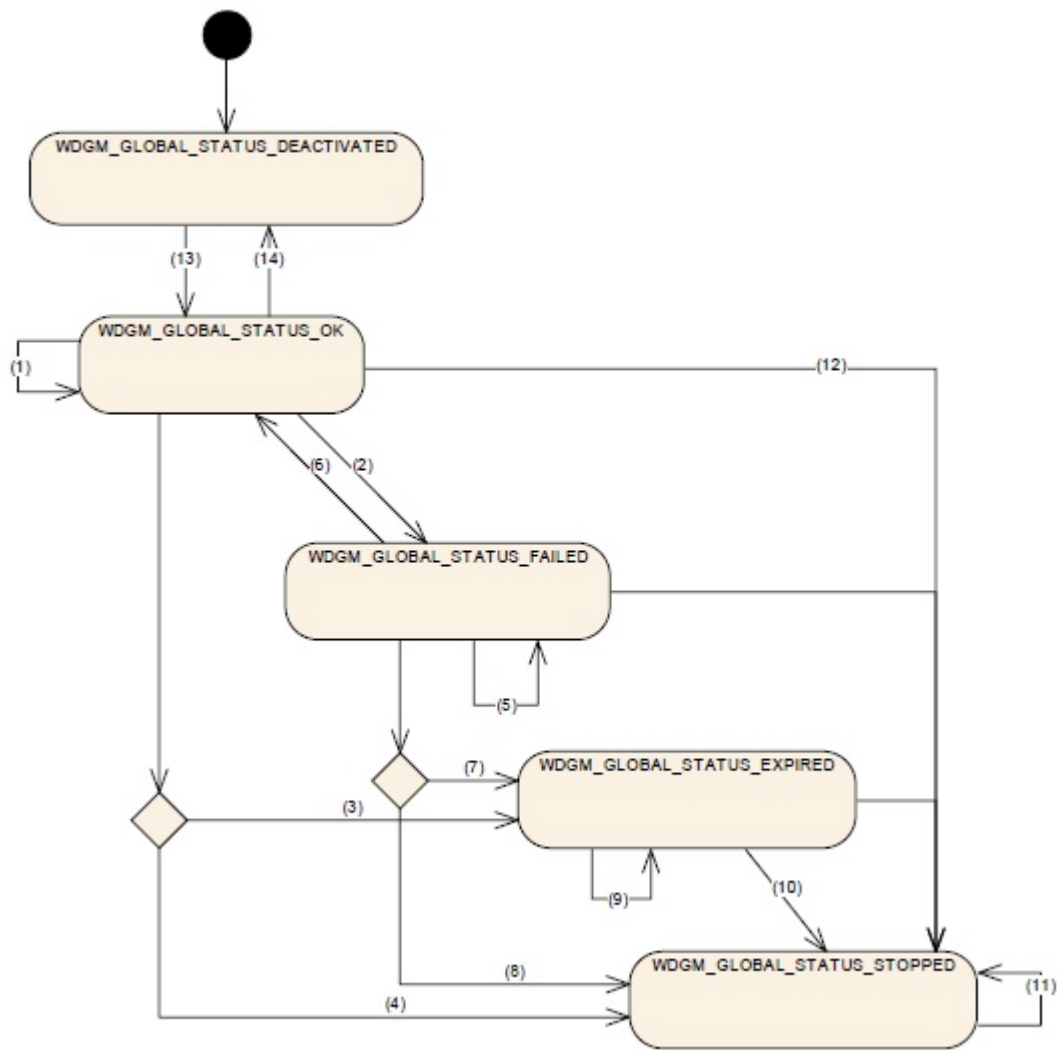 WDGM_GLOBAL_STATUS_DEACTIVATED
(13)
(14)
WDGM_GLOBAL_STATUS_OK
(1)
(12)
(6)
(2)
WDGM_GLOBAL_STATUS_FAILED
(5)
WDGM_GLOBAL_STATUS_EXPIRED
(7)
(3)
(9)
(10)
WDGM_GLOBAL_STATUS_STOPPED
(8)
(11)
(4)